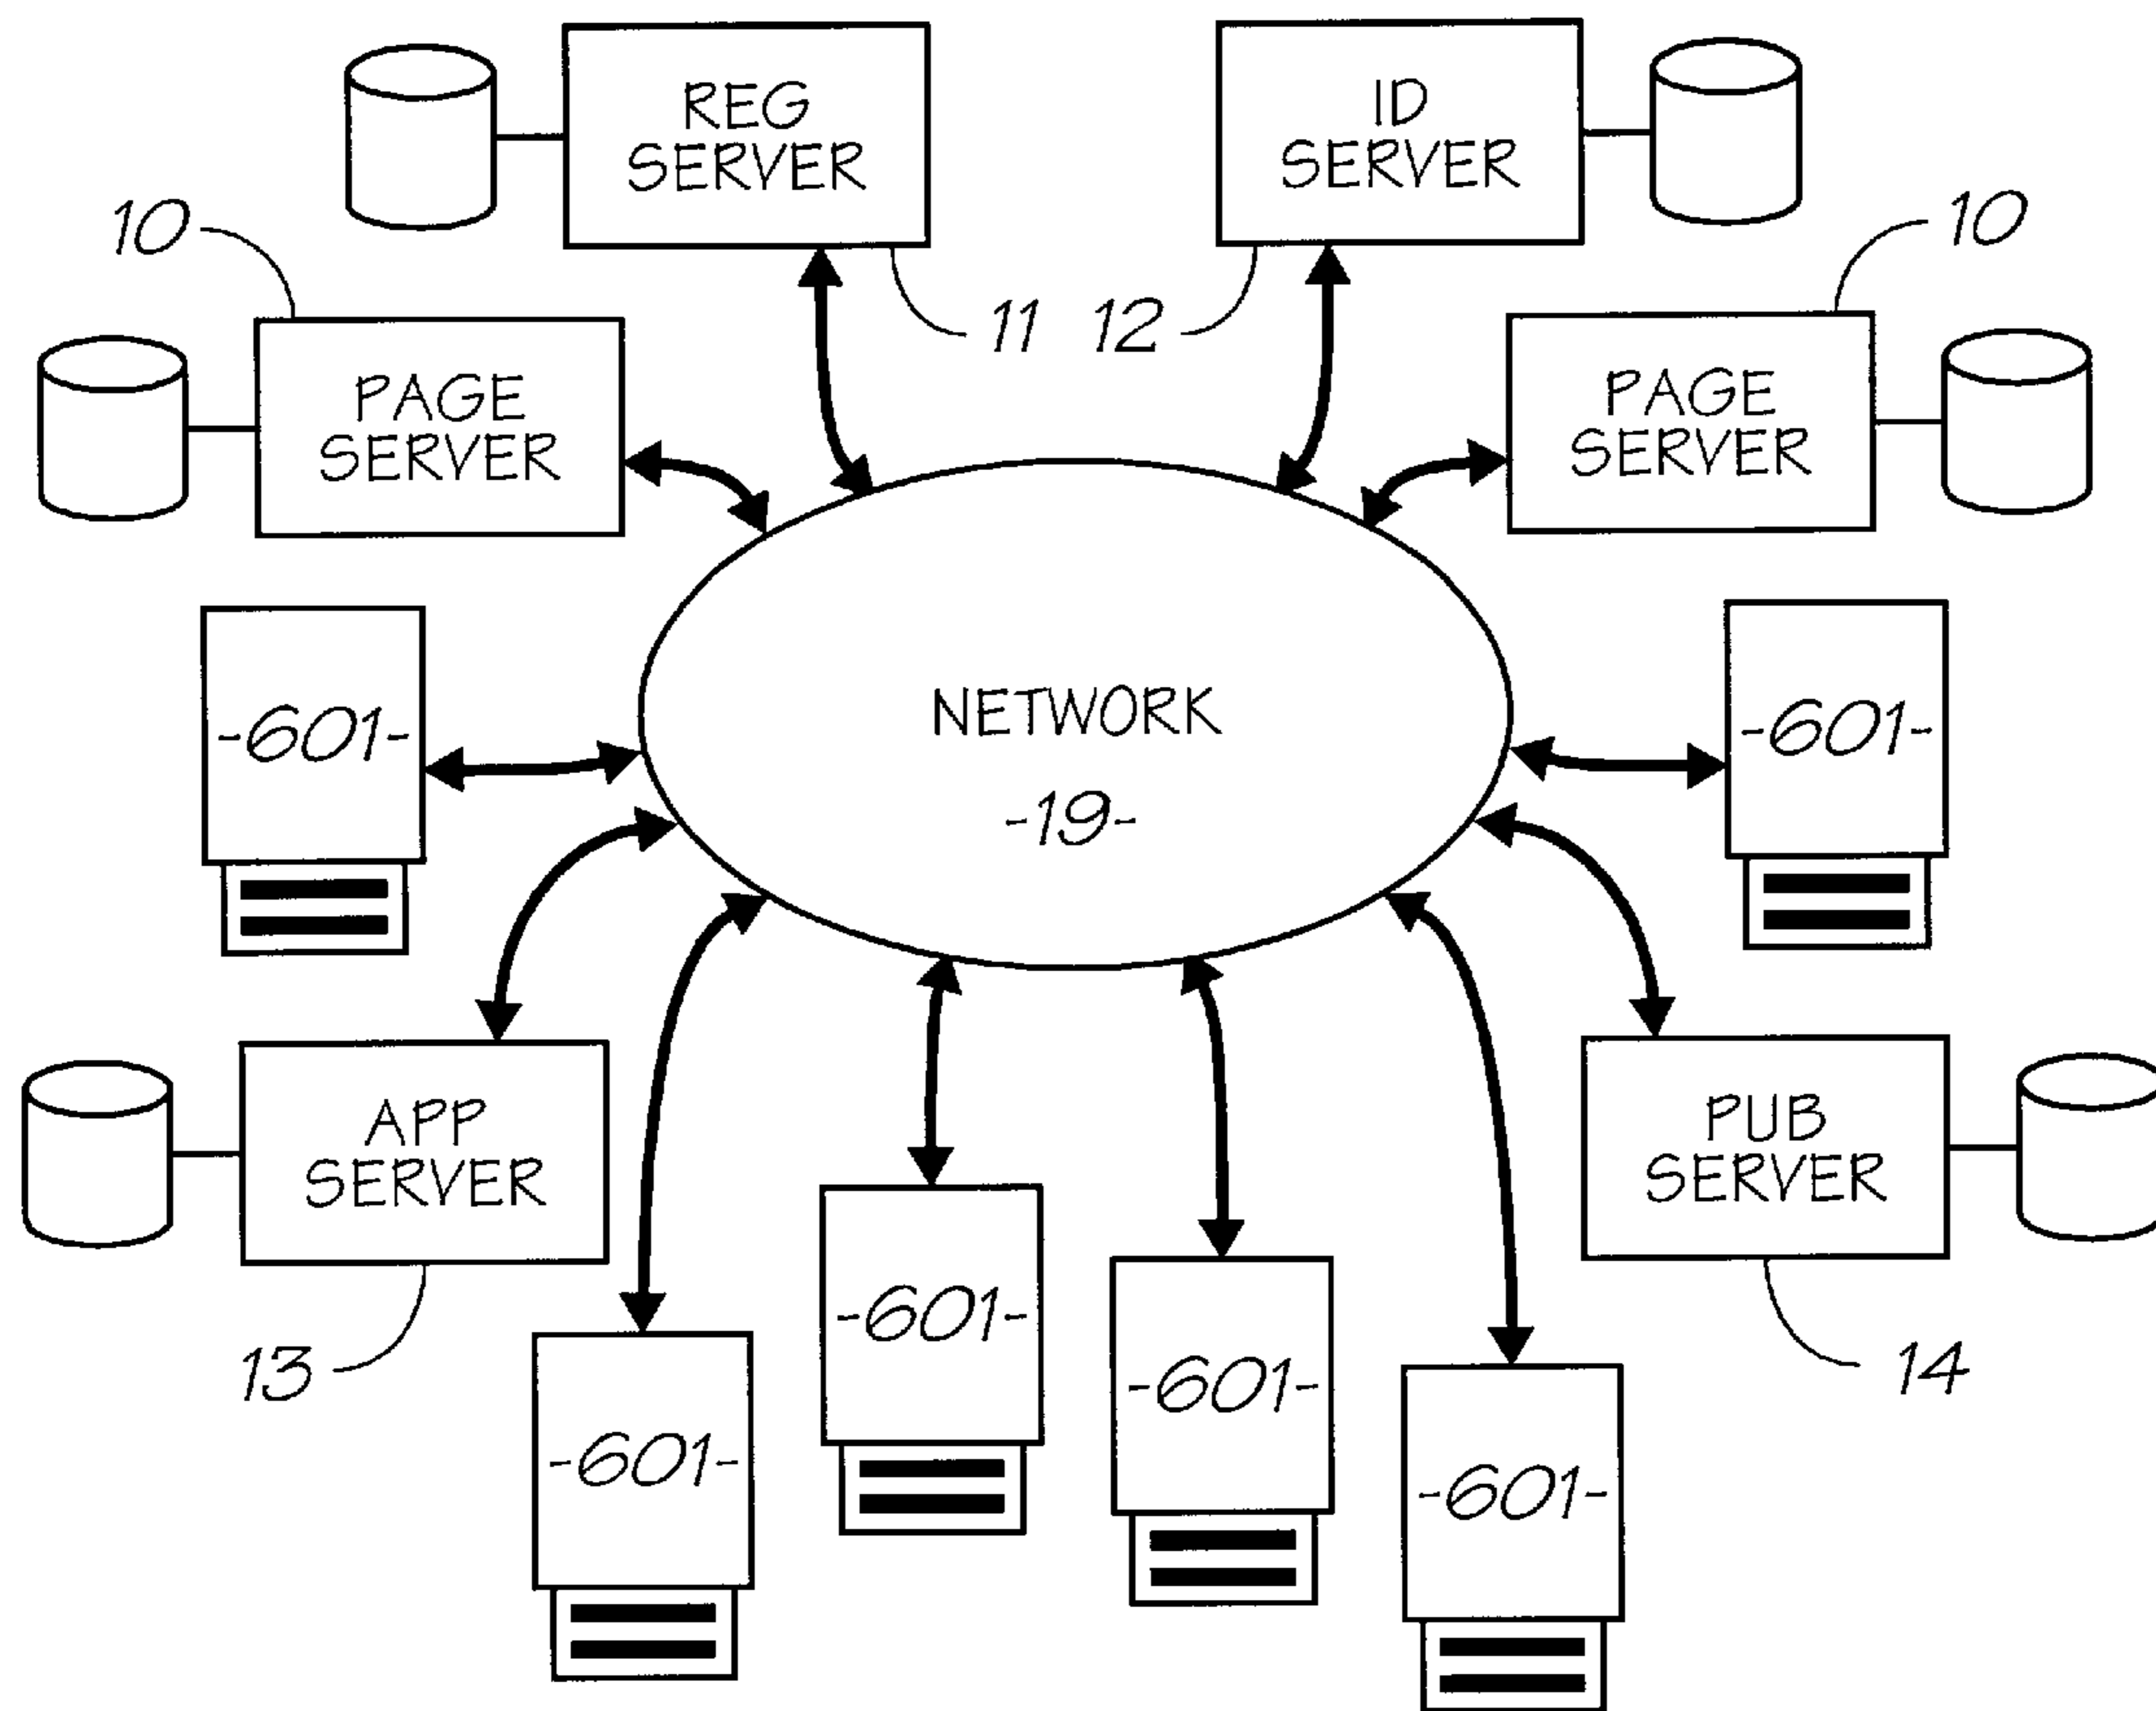 REG
SERVER
ID
SERVER
10
10
11
12
PAGE
SERVER
PAGE
SERVER
-601-
NETWORK
-19-
-601-
APP
SERVER
PUB
SERVER
13
-601-
-601-
-601-
-601-
14